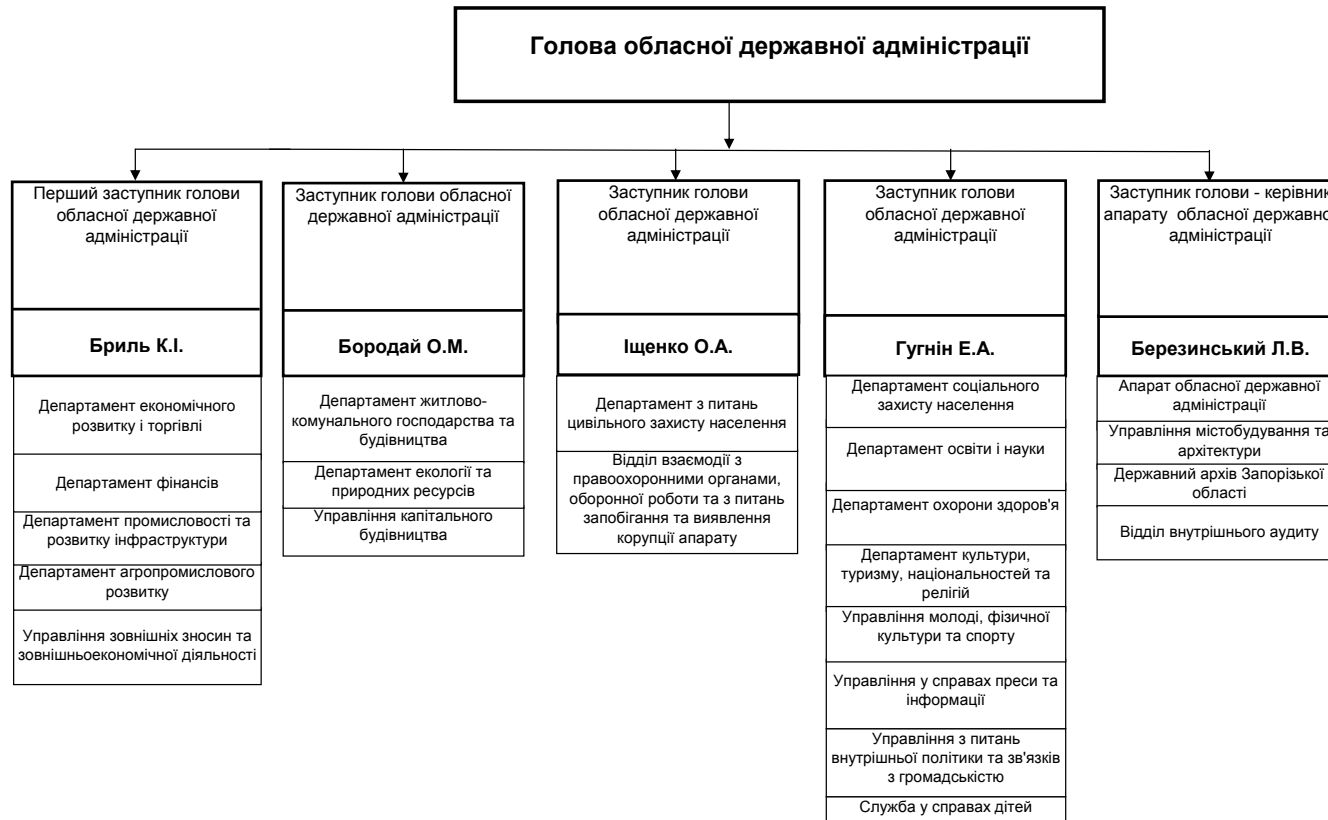 Голова обласної державної адміністрації
Перший заступник голови
обласної державної
адміністрації
Бриль К.І.
Департамент економічного
розвитку і торгівлі
Департамент фінансів
Департамент промисловості та
розвитку інфраструктури
Департамент агропромислового
розвитку
Управління зовнішніх зносин та
зовнішньоекономічної діяльності
Заступник голови обласної
державної адміністрації
Бородай О.М.
Департамент житлово-
комунального господарства та
будівництва
Департамент екології та
природних ресурсів
Управління капітального
будівництва
Заступник голови
обласної державної
адміністрації
Іщенко О.А.
Департамент з питань
цивільного захисту населення
Відділ взаємодії з
правоохоронними органами,
оборонної роботи та з питань
запобігання та виявлення
корупції апарату
Заступник голови
обласної державної
адміністрації
Гугнін Е.А.
Департамент соціального
захисту населення
Департамент освіти і науки
Департамент охорони здоров'я
Департамент культури,
туризму, національностей та
релігій
Управління молоді, фізичної
культури та спорту
Управління у справах преси та
інформації
Управління з питань
внутрішньої політики та зв'язків
з громадськістю
Служба у справах дітей
Заступник голови - керівник
апарату обласної державно
адміністрації
Березинський Л.В.
Апарат обласної державної
адміністрації
Управління містобудування та
архітектури
Державний архів Запорізької
області
Відділ внутрішнього аудиту